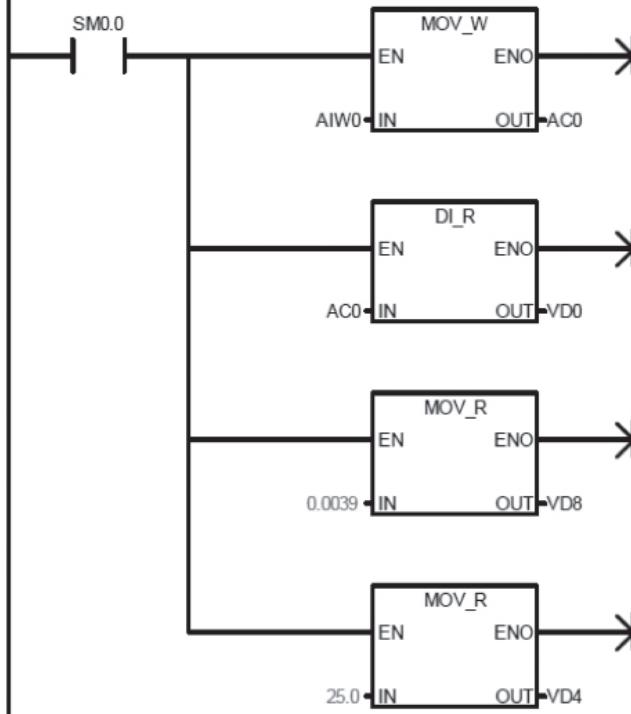 SM0.0
MOV_W
EN ENO
AIW0 IN OUT AC0
DI_R
EN ENO
AC0 IN OUT VD0
MOV_R
EN ENO
0.0039 IN OUT VD8
MOV_R
EN ENO
25.0 IN OUT VD4